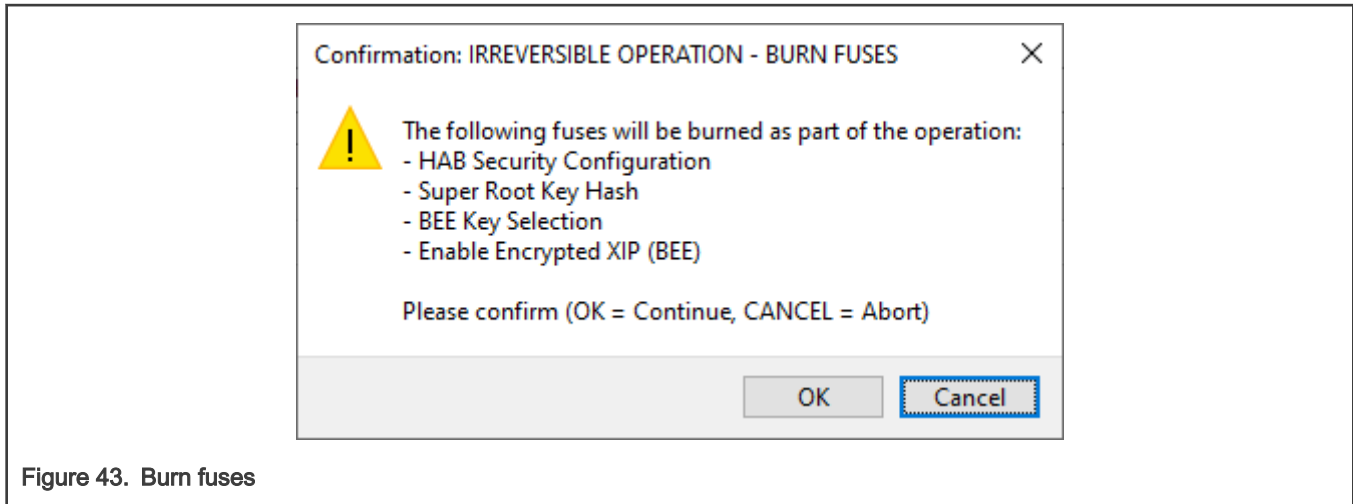 Confirmation: IRREVERSIBLE OPERATION - BURN FUSES
The following fuses will be burned as part of the operation:
- HAB Security Configuration
- Super Root Key Hash
- BEE Key Selection
- Enable Encrypted XIP (BEE)
Please confirm (OK = Continue, CANCEL = Abort)
OK Cancel
Figure 43. Burn fuses